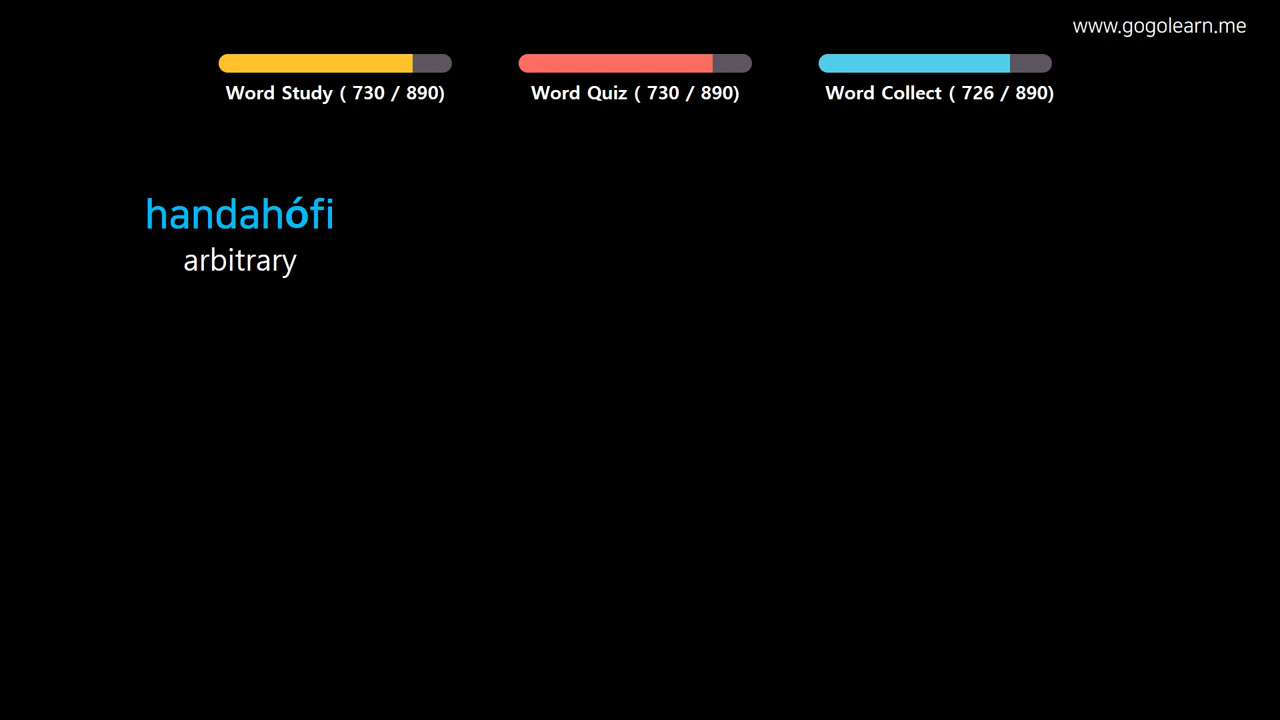 www.gogolearn.me
Word Study ( 730 / 890)
Word Quiz ( 730 / 890)
Word Collect ( 726 / 890)
handahófi
arbitrary